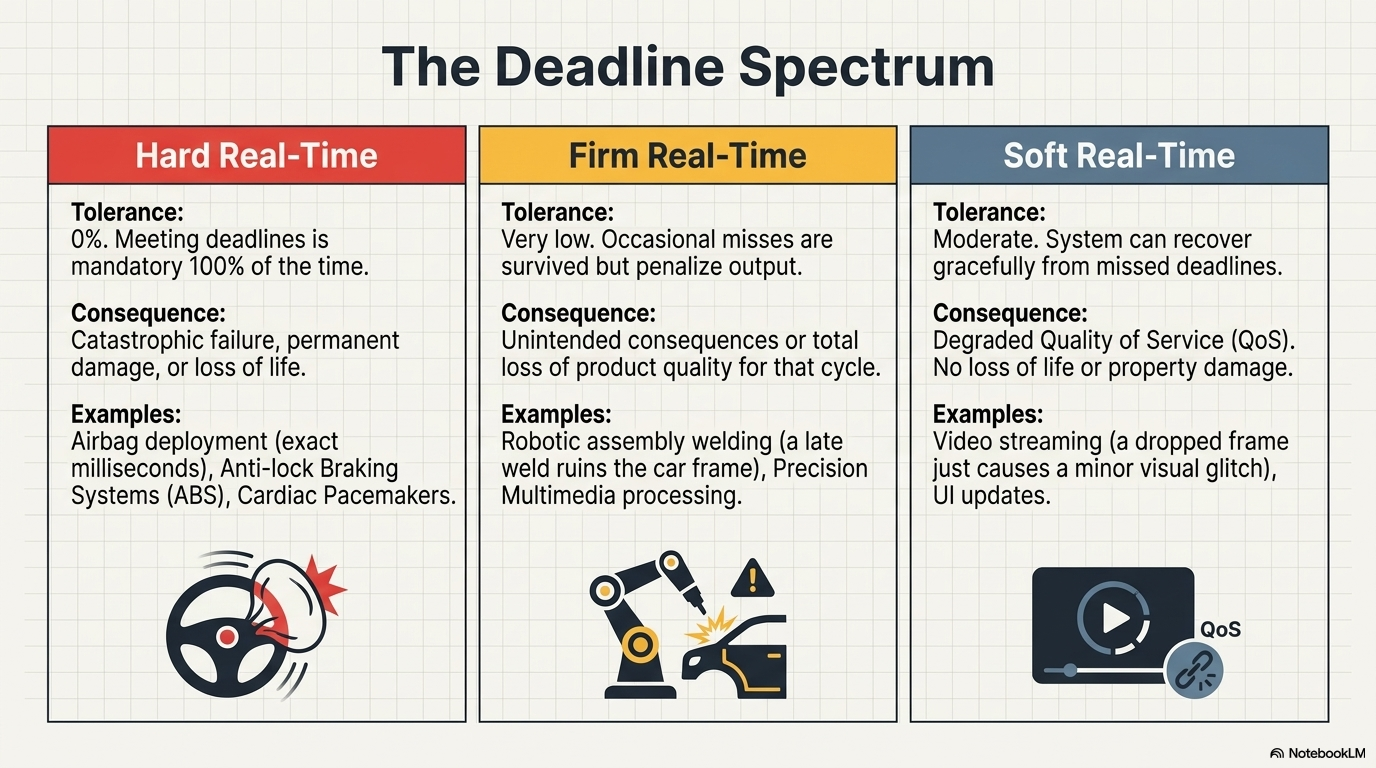 The Deadline Spectrum
Hard Real-Time
Tolerance:
0%. Meeting deadlines is
mandatory 100% of the time.
Consequence:
Catastrophic failure, permanent
damage, or loss of life.
Examples:
Airbag deployment (exact
milliseconds), Anti-lock Braking
Systems (ABS), Cardiac Pacemakers.
Firm Real-Time
Tolerance:
Very low. Occasional misses are
survived but penalize output.
Consequence:
Unintended consequences or total
loss of product quality for that cycle.
Examples:
Robotic assembly welding (a late
weld ruins the car frame), Precision
Multimedia processing.
Soft Real-Time
Tolerance:
Moderate. System can recover
gracefully from missed deadlines.
Consequence:
Degraded Quality of Service (QoS).
No loss of life or property damage.
Examples:
Video streaming (a dropped frame
just causes a minor visual glitch),
UI updates.
QoS
NotebookLM